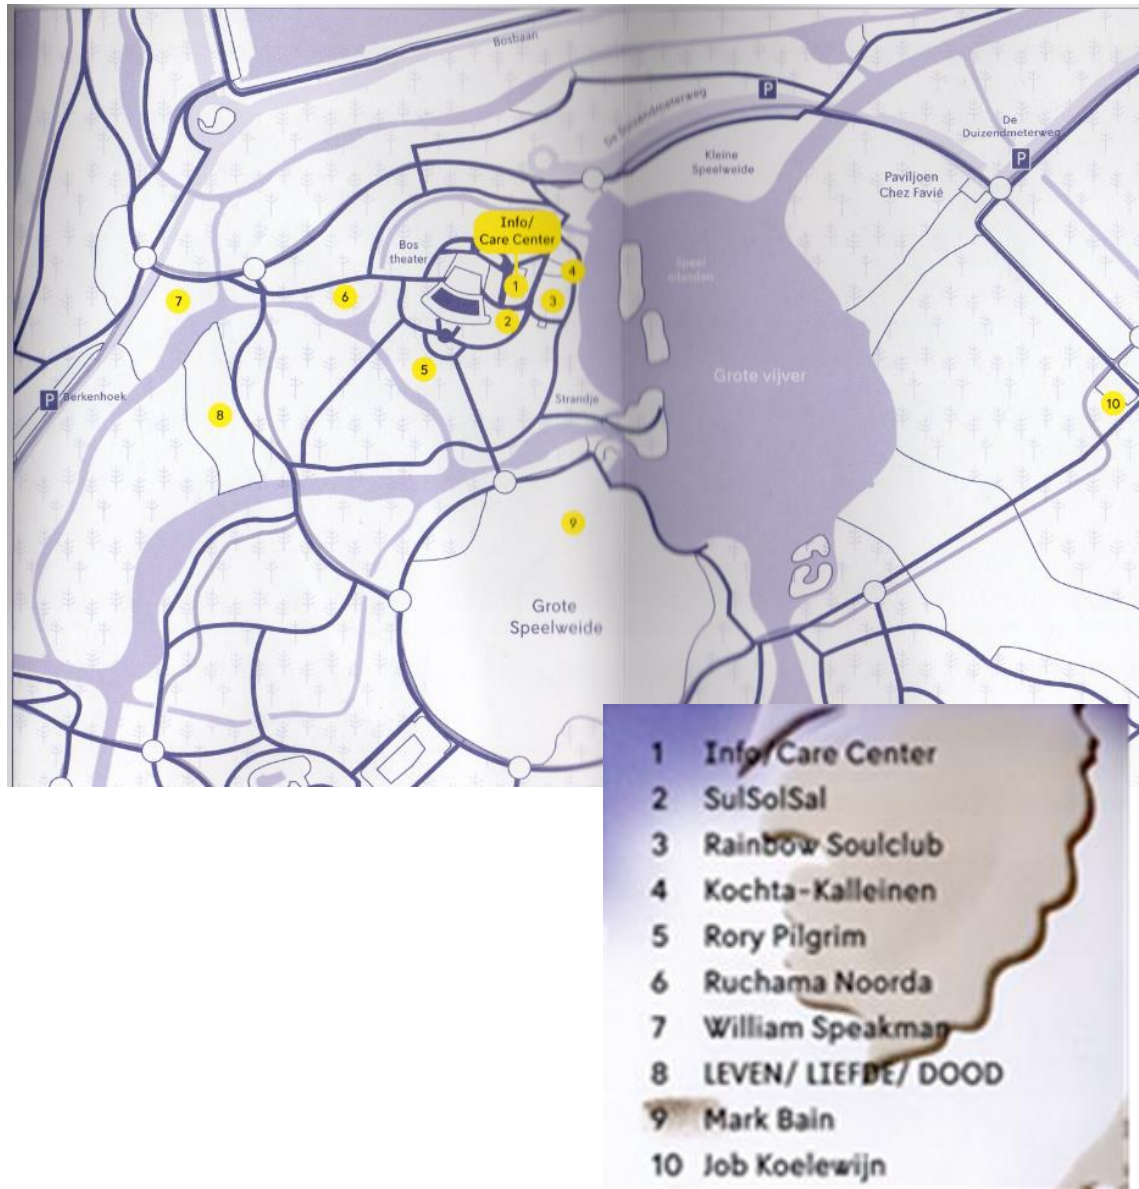 Bosbaan
De Duizendmeterweg
P
De
Duizendmeterweg
P
Kleine
Speelweide
Paviljoen
Chez Favié
Info/
Care Center
Bos
theater
1
2
3
4
5
6
7
8
9
10
Speel
eilanden
Grote vijver
P
Berkenhoek
Strandje
Grote
Speelweide
1 Info/Care Center
2 SulSolSal
3 Rainbow Soulclub
4 Kochta-Kalleinen
5 Rory Pilgrim
6 Ruchama Noorda
7 William Speakman
8 LEVEN/ LIEFDE/ DOOD
9 Mark Bain
10 Job Koelewijn